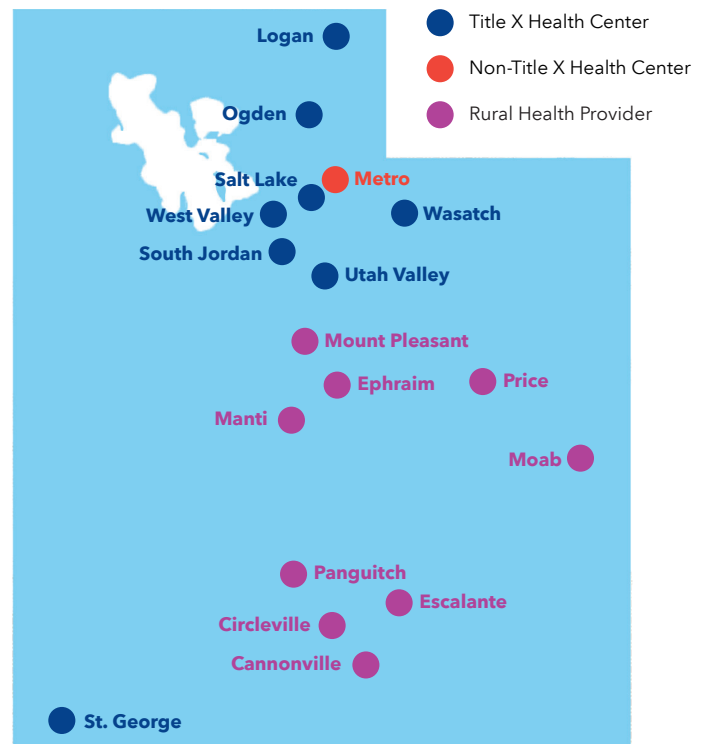 Logan
Title X Health Center
Non-Title X Health Center
Rural Health Provider
Ogden
Salt Lake
Metro
West Valley
Wasatch
South Jordan
Utah Valley
Mount Pleasant
Ephraim
Price
Manti
Moab
Panguitch
Escalante
Circleville
Cannonville
St. George